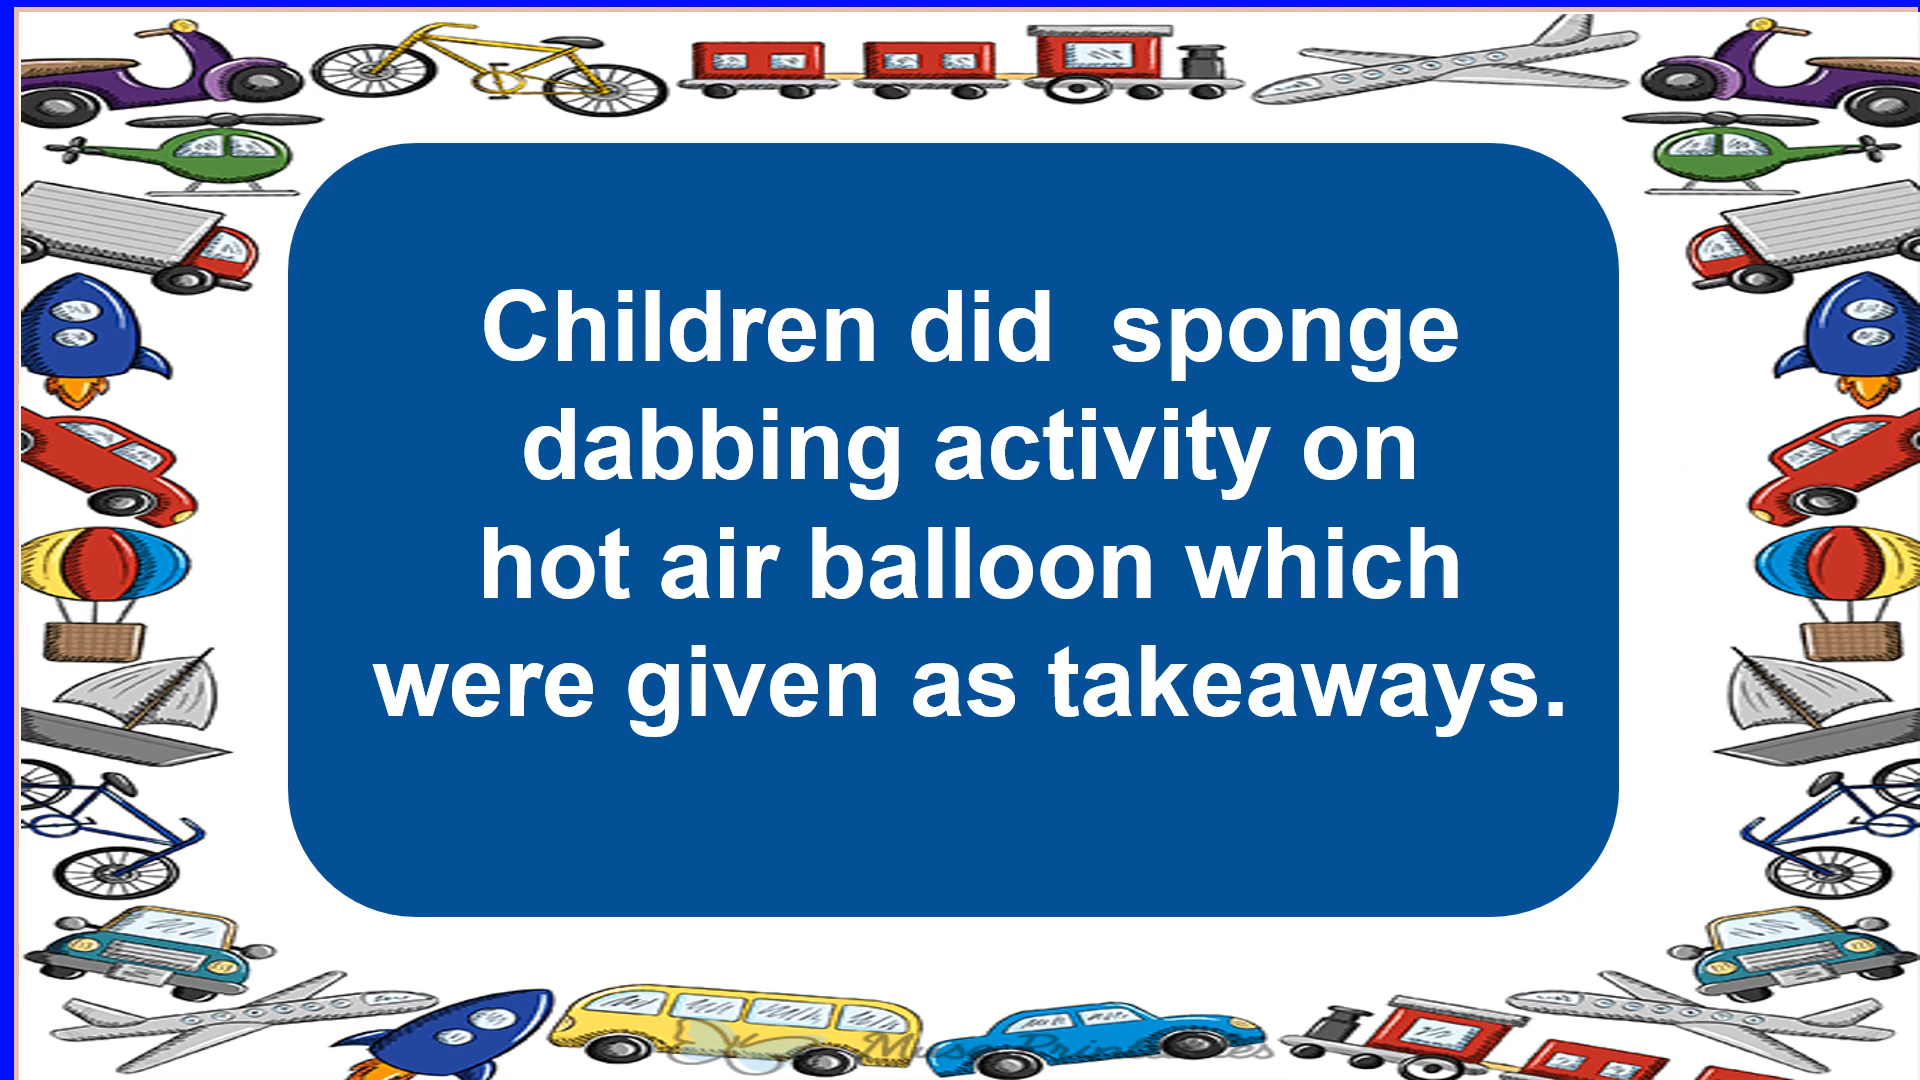 Children did  sponge
dabbing activity on
hot air balloon which
were given as takeaways.